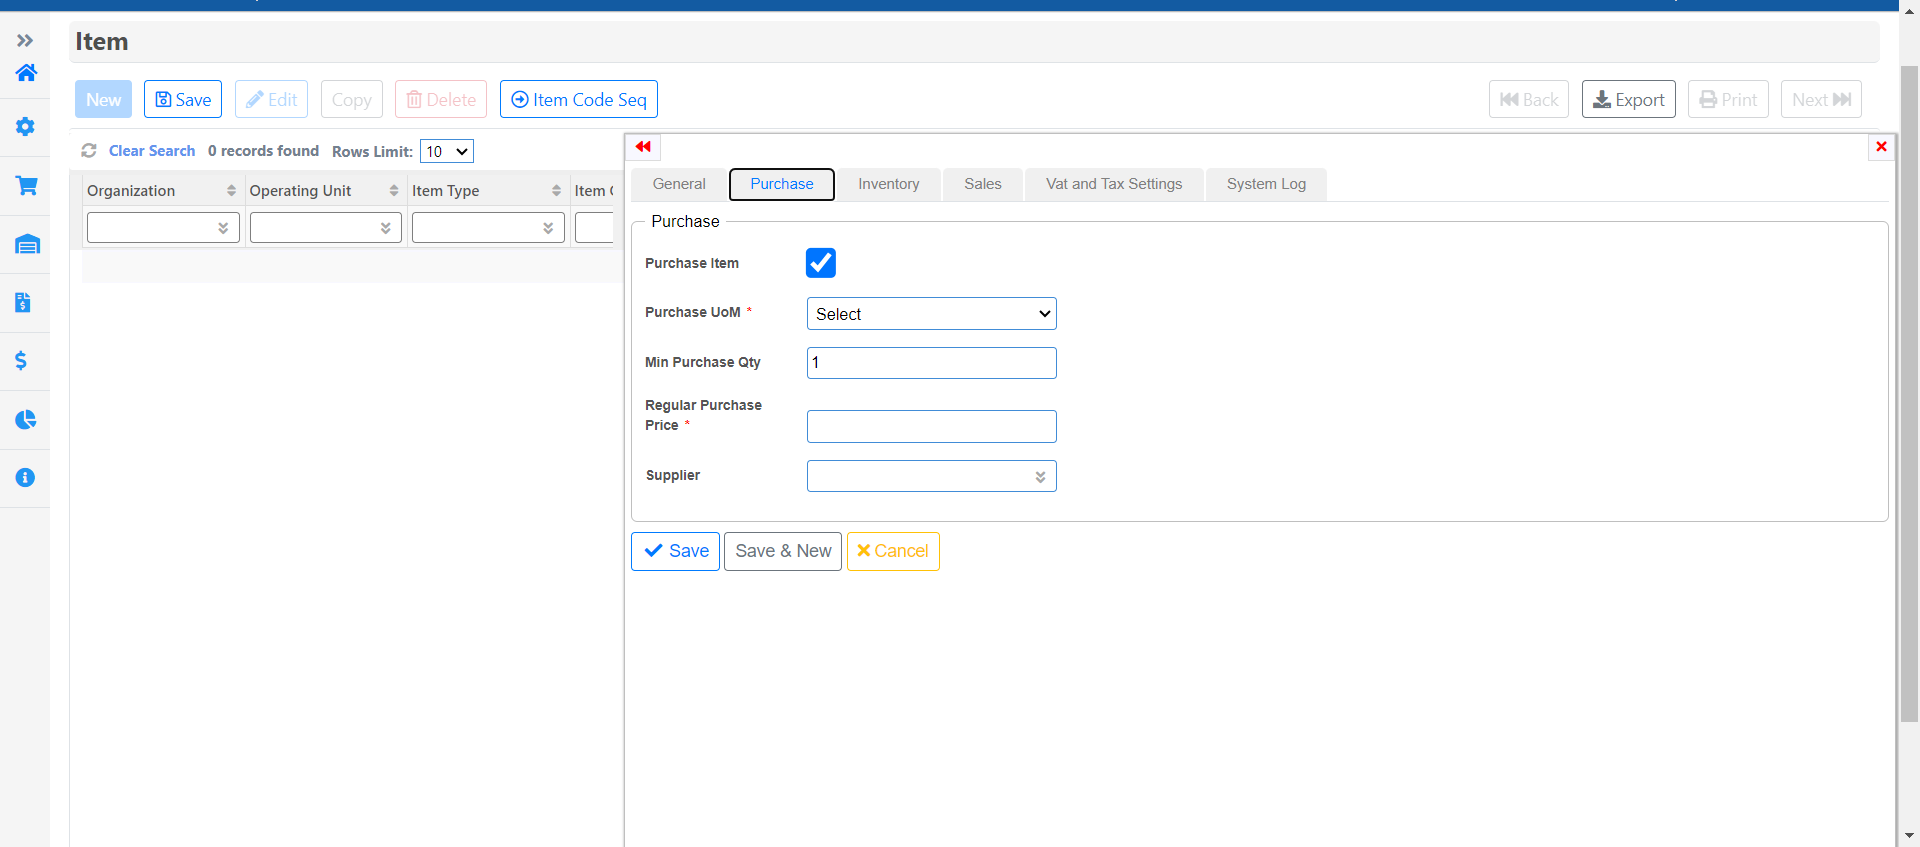 Item
New Save Edit Copy Delete Item Code Seq Back Export Print Next
Clear Search 0 records found Rows Limit: 10
Organization Operating Unit Item Type Item
General Purchase Inventory Sales Vat and Tax Settings System Log
Purchase
Purchase Item
Purchase UoM * Select
Min Purchase Qty 1
Regular Purchase
Price *
Supplier
Save Save & New Cancel